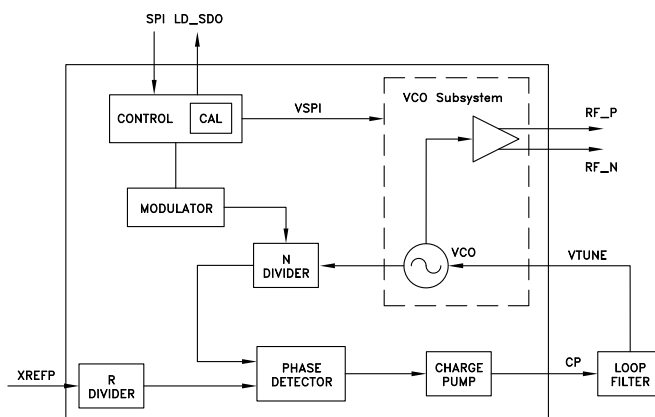 SPI LD_SDO
CONTROL
CAL
VSPI
VCO Subsystem
RF_P
RF_N
MODULATOR
N
DIVIDER
VCO
VTUNE
XREFP
R
DIVIDER
PHASE
DETECTOR
CHARGE
PUMP
CP
LOOP
FILTER